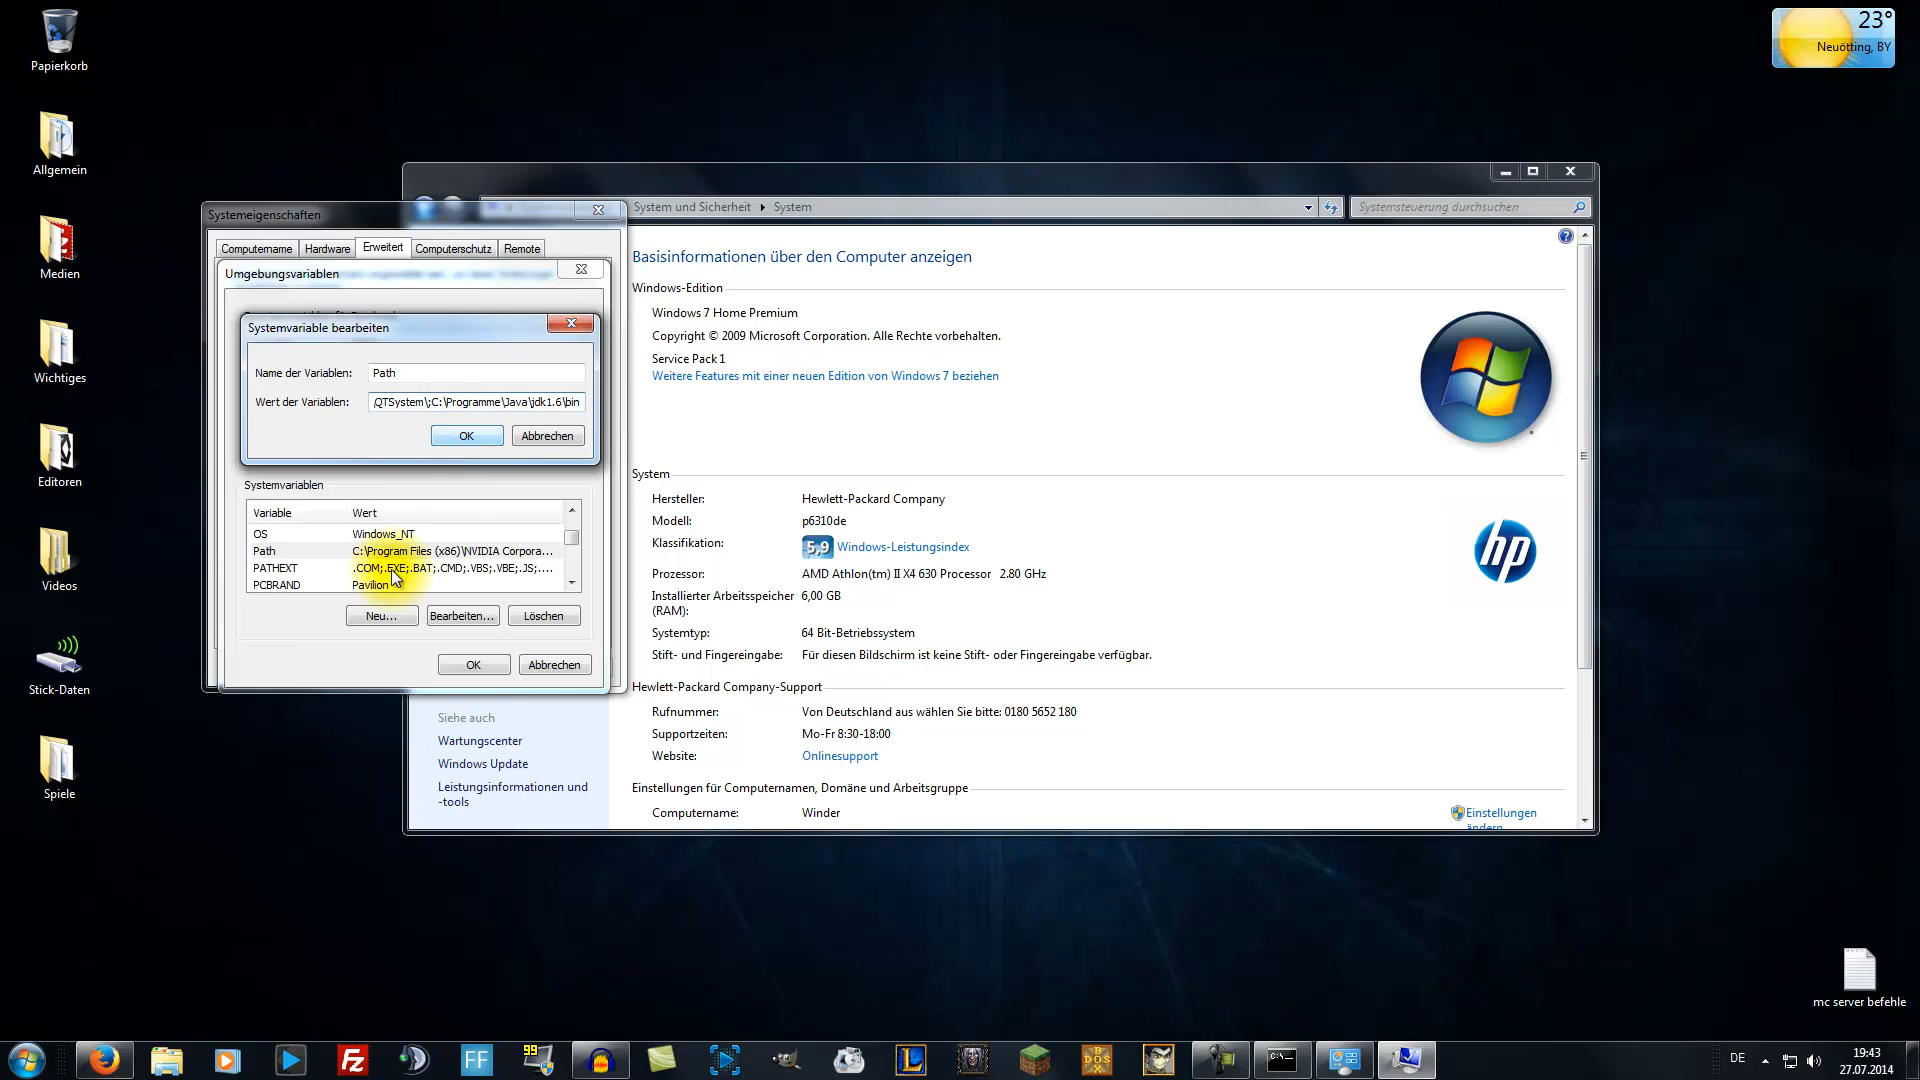 Papierkorb
Allgemein
Medien
Wichtiges
Editoren
Videos
Stick-Daten
Spiele
23°
Neuötting, BY
System und Sicherheit
System
Systemsteuerung durchsuchen
Systemeigenschaften
Computername
Hardware
Erweitert
Computerschutz
Remote
Umgebungsvariablen
Systemvariable bearbeiten
Name der Variablen:
Path
Wert der Variablen:
QTSystem\;C:\Programme\Java\jdk1.6\bin
OK
Abbrechen
Systemvariablen
Variable Wert
OS Windows_NT
Path C:\Program Files (x86)\NVIDIA Corpora...
PATHEXT .COM;.EXE;.BAT;.CMD;.VBS;.VBE;.JS;....
PCBRAND Pavilion
Neu...
Bearbeiten...
Löschen
OK
Abbrechen
Siehe auch
Wartungscenter
Windows Update
Leistungsinformationen und
-tools
Basisinformationen über den Computer anzeigen
Windows-Edition
Windows 7 Home Premium
Copyright © 2009 Microsoft Corporation. Alle Rechte vorbehalten.
Service Pack 1
Weitere Features mit einer neuen Edition von Windows 7 beziehen
System
Hersteller: Hewlett-Packard Company
Modell: p6310de
Klassifikation: 5,9 Windows-Leistungsindex
Prozessor: AMD Athlon(tm) II X4 630 Processor 2.80 GHz
Installierter Arbeitsspeicher 6,00 GB
(RAM):
Systemtyp: 64 Bit-Betriebssystem
Stift- und Fingereingabe: Für diesen Bildschirm ist keine Stift- oder Fingereingabe verfügbar.
hp
Hewlett-Packard Company-Support
Rufnummer: Von Deutschland aus wählen Sie bitte: 0180 5652 180
Supportzeiten: Mo-Fr 8:30-18:00
Website: Onlinesupport
Einstellungen für Computernamen, Domäne und Arbeitsgruppe
Computername: Winder
Einstellungen
ändern
mc server befehle
FZ
FF
99
L
DOS
C:\
DE
19:43
27.07.2014